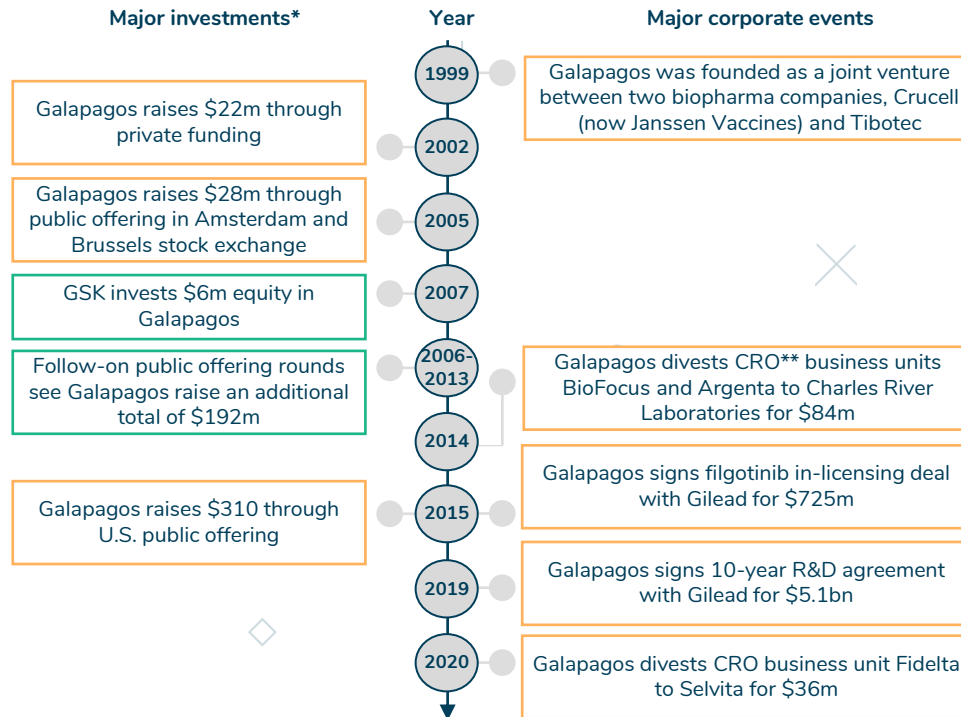 Major investments*
Year
Major corporate events
1999
Galapagos was founded as a joint venture
between two biopharma companies, Crucell
(now Janssen Vaccines) and Tibotec
Galapagos raises $22m through
private funding
2002
Galapagos raises $28m through
public offering in Amsterdam and
Brussels stock exchange
2005
GSK invests $6m equity in
Galapagos
2007
Follow-on public offering rounds
see Galapagos raise an additional
total of $192m
2006-
2013
Galapagos divests CRO** business units
BioFocus and Argenta to Charles River
Laboratories for $84m
2014
Galapagos raises $310 through
U.S. public offering
2015
Galapagos signs filgotinib in-licensing deal
with Gilead for $725m
2019
Galapagos signs 10-year R&D agreement
with Gilead for $5.1bn
2020
Galapagos divests CRO business unit Fidelta
to Selvita for $36m